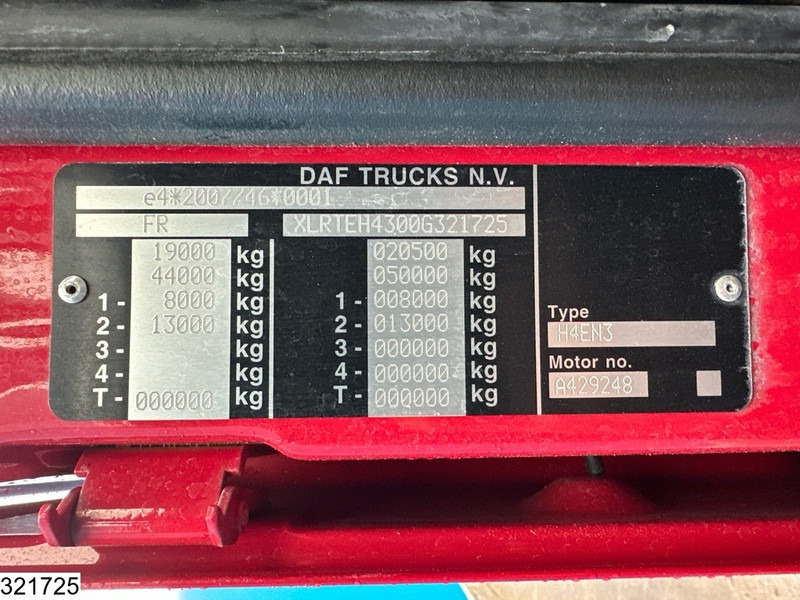 DAF TRUCKS N.V.
e4*2007/46*0001
FR XLRTEH4300G321725
19000 kg 020500 kg
44000 kg 050000 kg
1- 8000 kg 1- 008000 kg
2- 13000 kg 2- 013000 kg
3- kg 3- 000000 kg
4- kg 4- 000000 kg
T- 000000 kg T- 000000 kg
Type
H4EN3
Motor no.
A429248
321725